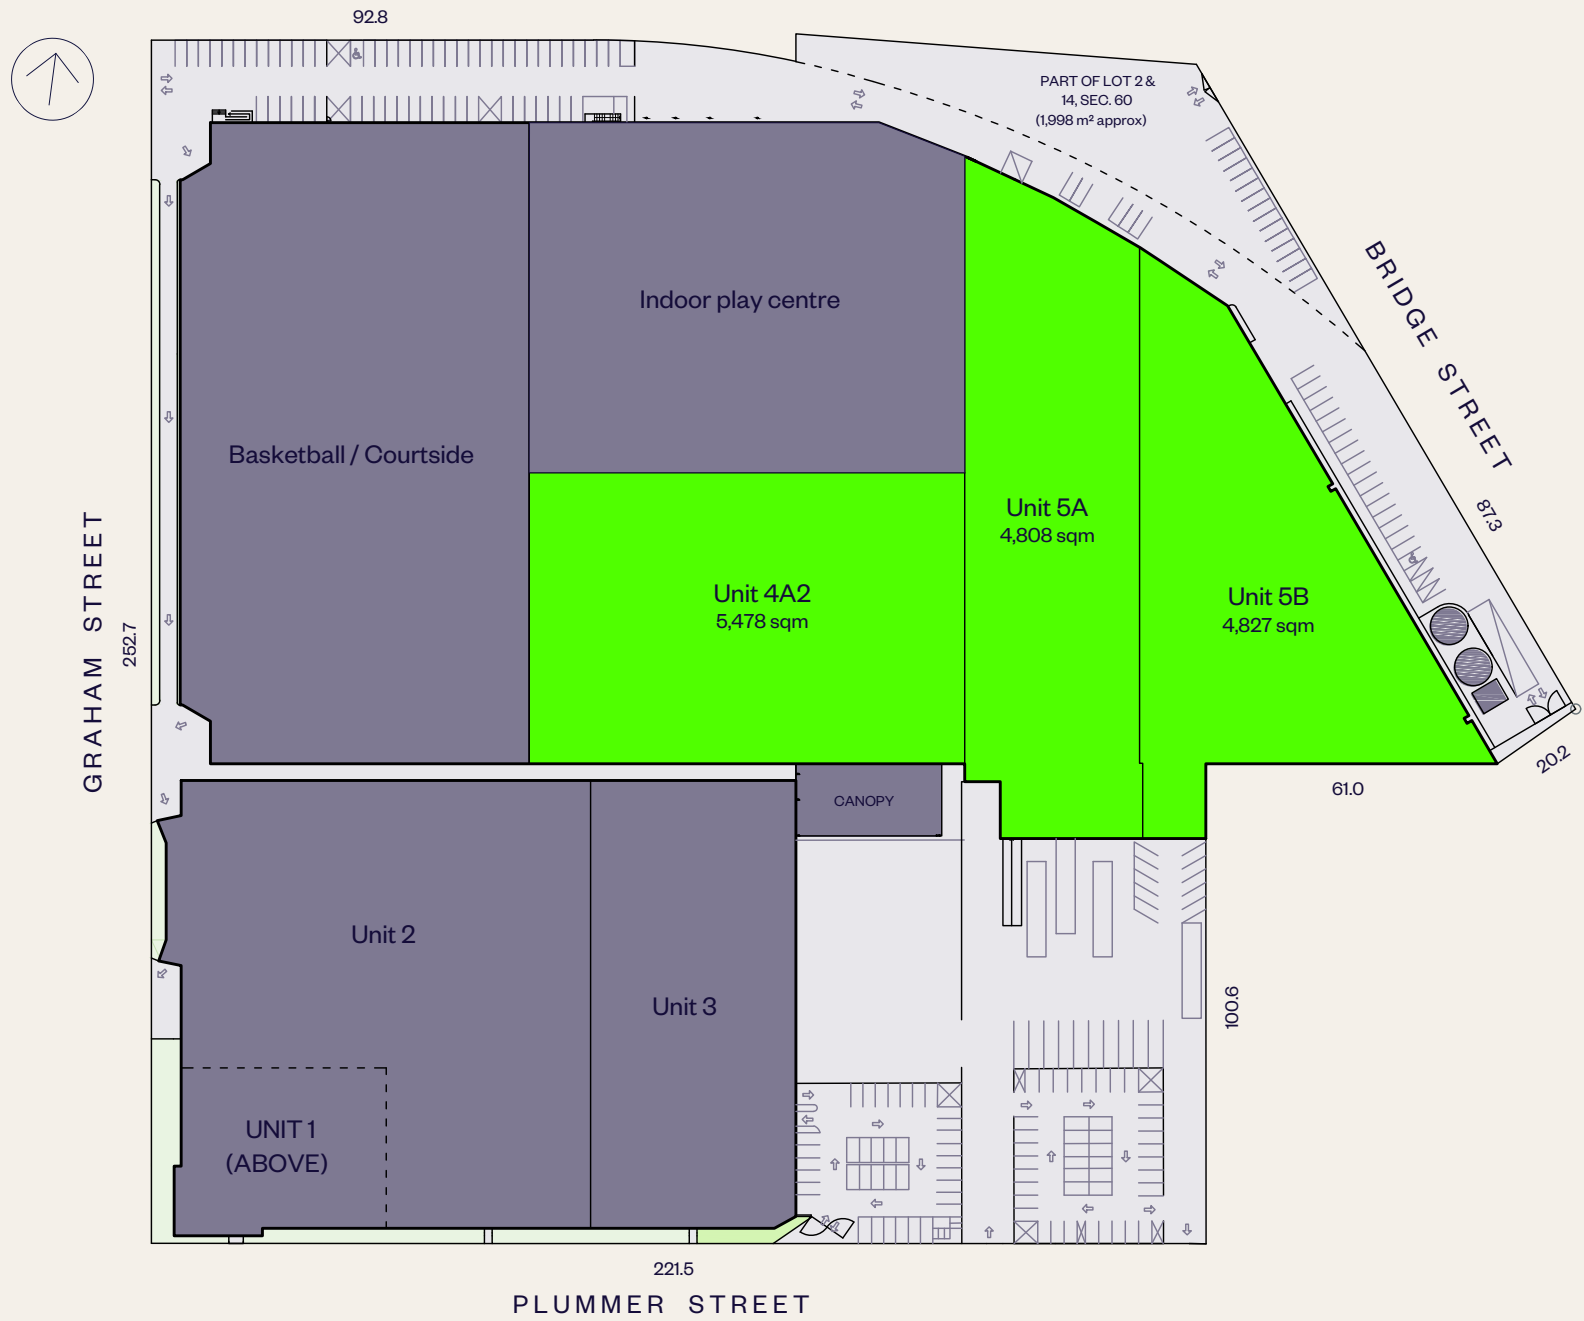 92.8
PART OF LOT 2 &
14, SEC. 60
(1,998 m² approx)
BRIDGE STREET
87.3
Indoor play centre
Basketball / Courtside
Unit 5A
4,808 sqm
Unit 4A2
5,478 sqm
Unit 5B
4,827 sqm
GRAHAM STREET
252.7
20.2
61.0
CANOPY
Unit 2
Unit 3
100.6
UNIT 1
(ABOVE)
221.5
PLUMMER STREET